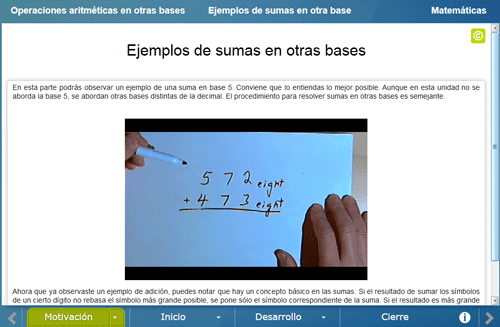 Operaciones aritméticas en otras bases Ejemplos de sumas en otra base Matemáticas
©
Ejemplos de sumas en otras bases
En esta parte podrás observar un ejemplo de una suma en base 5. Conviene que lo entiendas lo mejor posible. Aunque en esta unidad no se
aborda la base 5, se abordan otras bases distintas de la decimal. El procedimiento para resolver sumas en otras bases es semejante.
5 7 2 eight
+ 4 7 3 eight
Ahora que ya observaste un ejemplo de adición, puedes notar que hay un concepto básico en las sumas. Si el resultado de sumar los símbolos
de un cierto dígito no rebasa el símbolo más grande posible, se pone sólo el símbolo correspondiente de la suma. Si el resultado es más grande
Motivación Inicio Desarrollo Cierre i